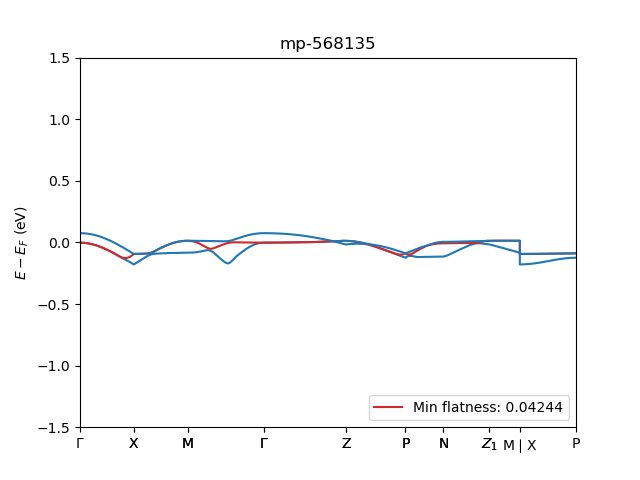 mp-568135
E − E_F (eV)
1.5
1.0
0.5
0.0
−0.5
−1.0
−1.5
Min flatness: 0.04244
Γ X M Γ Z P N Z₁ M | X P